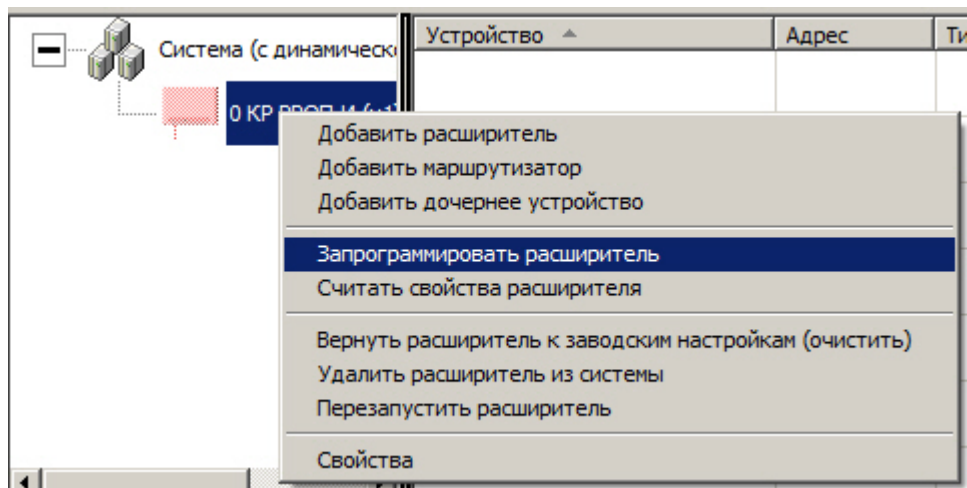 Система (с динамическо
Устройство
Адрес
Ти
0 КР
Добавить расширитель
Добавить маршрутизатор
Добавить дочернее устройство
Запрограммировать расширитель
Считать свойства расширителя
Вернуть расширитель к заводским настройкам (очистить)
Удалить расширитель из системы
Перезапустить расширитель
Свойства